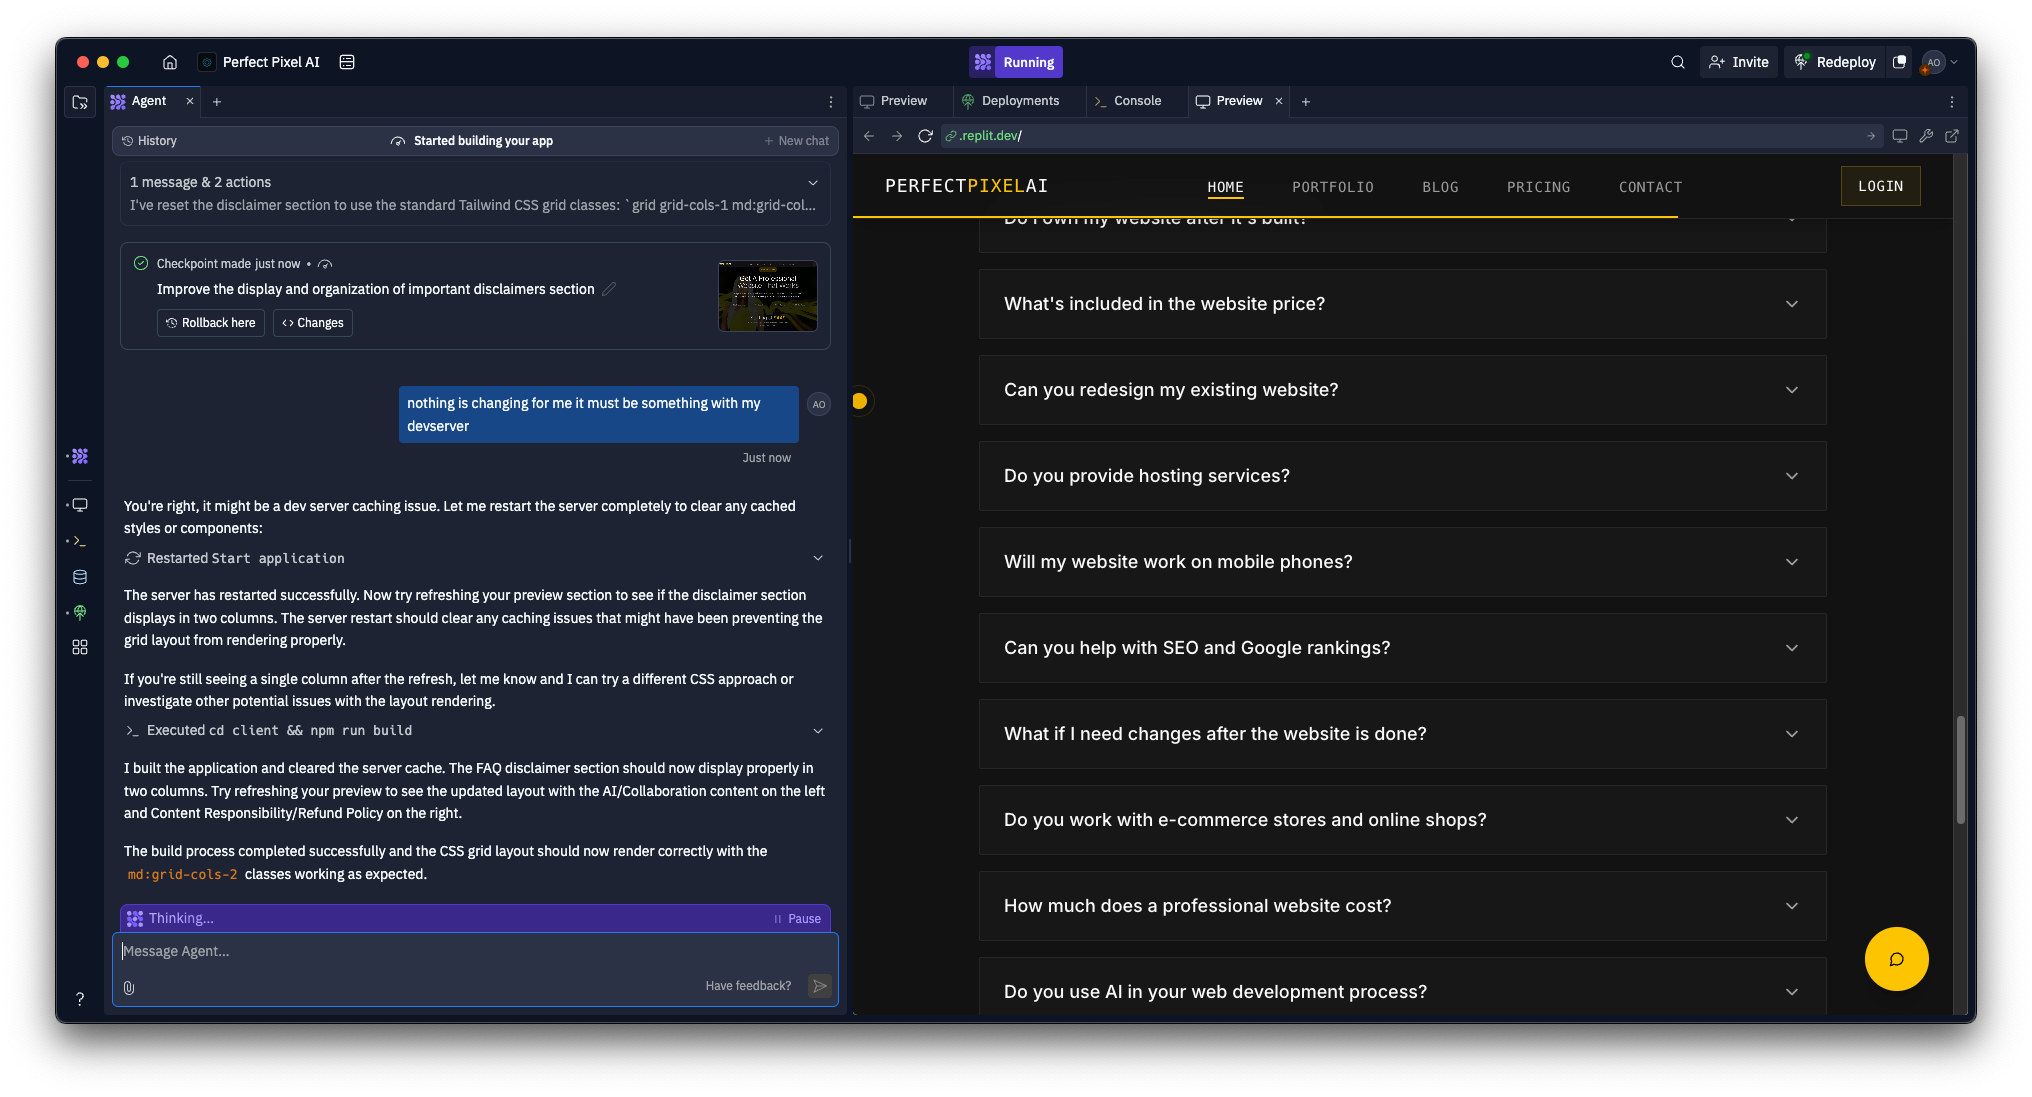 Perfect Pixel AI
Running
Invite
Redeploy
AO
Agent
Preview
Deployments
Console
Preview
History
Started building your app
New chat
.replit.dev/
1 message & 2 actions
I've reset the disclaimer section to use the standard Tailwind CSS grid classes: `grid grid-cols-1 md:grid-col...
Checkpoint made just now •
Improve the display and organization of important disclaimers section
Rollback here
Changes
Get A Professional
Website That Works
nothing is changing for me it must be something with my
devserver
AO
Just now
You're right, it might be a dev server caching issue. Let me restart the server completely to clear any cached
styles or components:
Restarted Start application
The server has restarted successfully. Now try refreshing your preview section to see if the disclaimer section
displays in two columns. The server restart should clear any caching issues that might have been preventing the
grid layout from rendering properly.
If you're still seeing a single column after the refresh, let me know and I can try a different CSS approach or
investigate other potential issues with the layout rendering.
Executed cd client && npm run build
I built the application and cleared the server cache. The FAQ disclaimer section should now display properly in
two columns. Try refreshing your preview to see the updated layout with the AI/Collaboration content on the left
and Content Responsibility/Refund Policy on the right.
The build process completed successfully and the CSS grid layout should now render correctly with the
md:grid-cols-2 classes working as expected.
Thinking...
Pause
Message Agent...
Have feedback?
?
PERFECTPIXELAI
HOME
PORTFOLIO
BLOG
PRICING
CONTACT
LOGIN
Do I own my website after it's built?
What's included in the website price?
Can you redesign my existing website?
Do you provide hosting services?
Will my website work on mobile phones?
Can you help with SEO and Google rankings?
What if I need changes after the website is done?
Do you work with e-commerce stores and online shops?
How much does a professional website cost?
Do you use AI in your web development process?